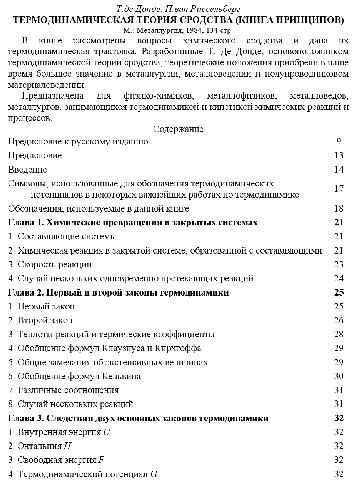 Т.де Донде, П.ван Риссельберг
ТЕРМОДИНАМИЧЕСКАЯ ТЕОРИЯ СРОДСТВА (КНИГА ПРИНЦИПОВ)
М.: Металлургия, 1984, 134 стр
В книге рассмотрены вопросы химического сродства и дана их
термодинамическая трактовка. Разработанные Т. Де Донде, основоположником
термодинамической теории сродства, теоретические положения приобрели в наше
время большое значение в металлургии, металловедении и полупроводниковом
материаловедении.
Предназначена для физико-химиков, металлофизиков, металловедов,
металлургов, занимающихся термодинамикой и кинетикой химических реакций и
процессов.
Содержание
Предисловие к русскому изданию 9
Предисловие 13
Введение 14
Символы, использованные для обозначения термодинамических
потенциалов в некоторых важнейших работах по термодинамике 17
Обозначения, используемые в данной книге 18
Глава 1. Химические превращения в закрытых системах 21
1 Составляющие системы 21
2 Химическая реакция в закрытой системе, образованной с составляющими 21
3 Скорость реакции 23
4 Случай нескольких одновременно протекающих реакций 24
Глава 2. Первый и второй законы термодинамики 25
1 Первый закон 25
2 Второй закон 26
3 Теплоты реакций и термические коэффициенты 28
4 Обобщение формул Клаузиуса и Кирхгоффа 29
5 Общие замечания об усредненных величинах 29
6 Обобщение формул Кельвина 30
7 Различные соотношения 31
8 Случай нескольких реакций 31
Глава 3. Следствия двух основных законов термодинамики 32
1 Внутренняя энергия U 32
2 Энтальпия H 32
3 Свободная энергия F 32
4 Термодинамический потенциал G 32